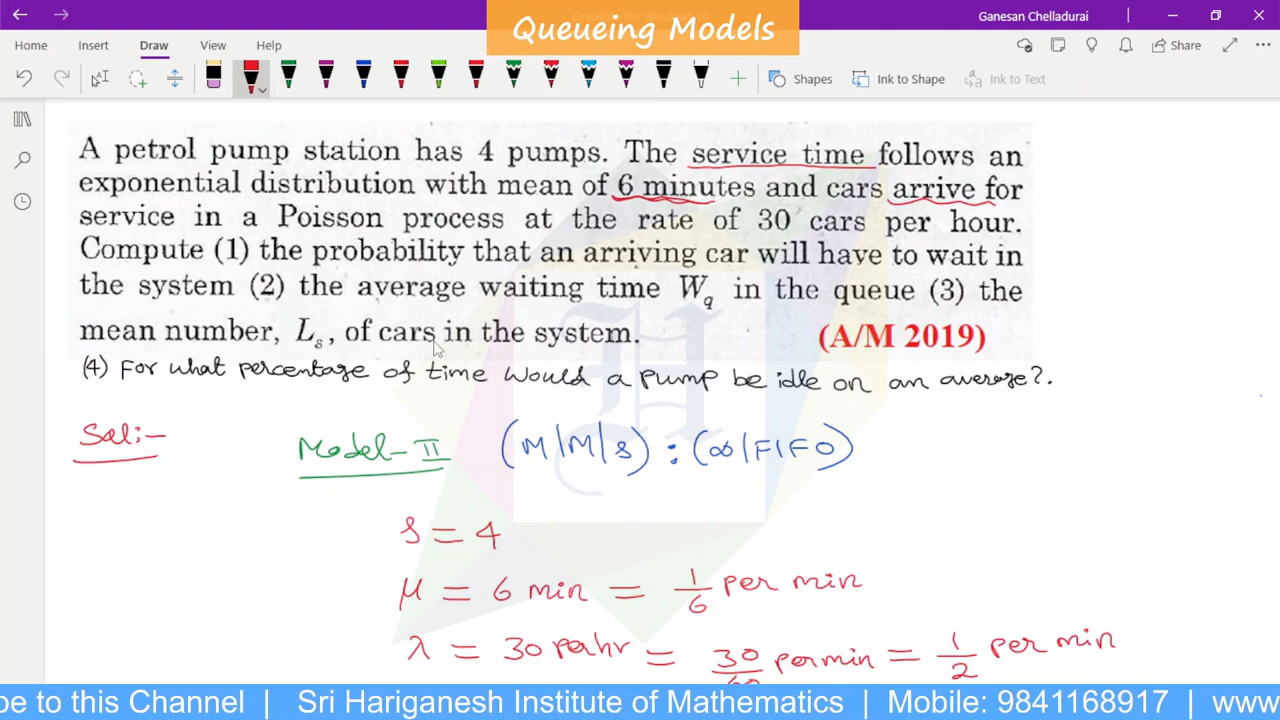 Queueing Models
Ganesan Chelladurai
Home Insert Draw View Help
Share
Shapes
Ink to Shape
Ink to Text
A petrol pump station has 4 pumps. The service time follows an
exponential distribution with mean of 6 minutes and cars arrive for
service in a Poisson process at the rate of 30 cars per hour.
Compute (1) the probability that an arriving car will have to wait in
the system (2) the average waiting time Wq in the queue (3) the
mean number, Ls, of cars in the system. (A/M 2019)
(4) For what percentage of time would a pump be idle on an average?.
Sol:-
Model-II (M/M/s) : (∞/FIFO)
s = 4
μ = 6 min = 1/6 per min
λ = 30 per hr = 30/60 per min = 1/2 per min
pe to this Channel | Sri Hariganesh Institute of Mathematics | Mobile: 9841168917 | www